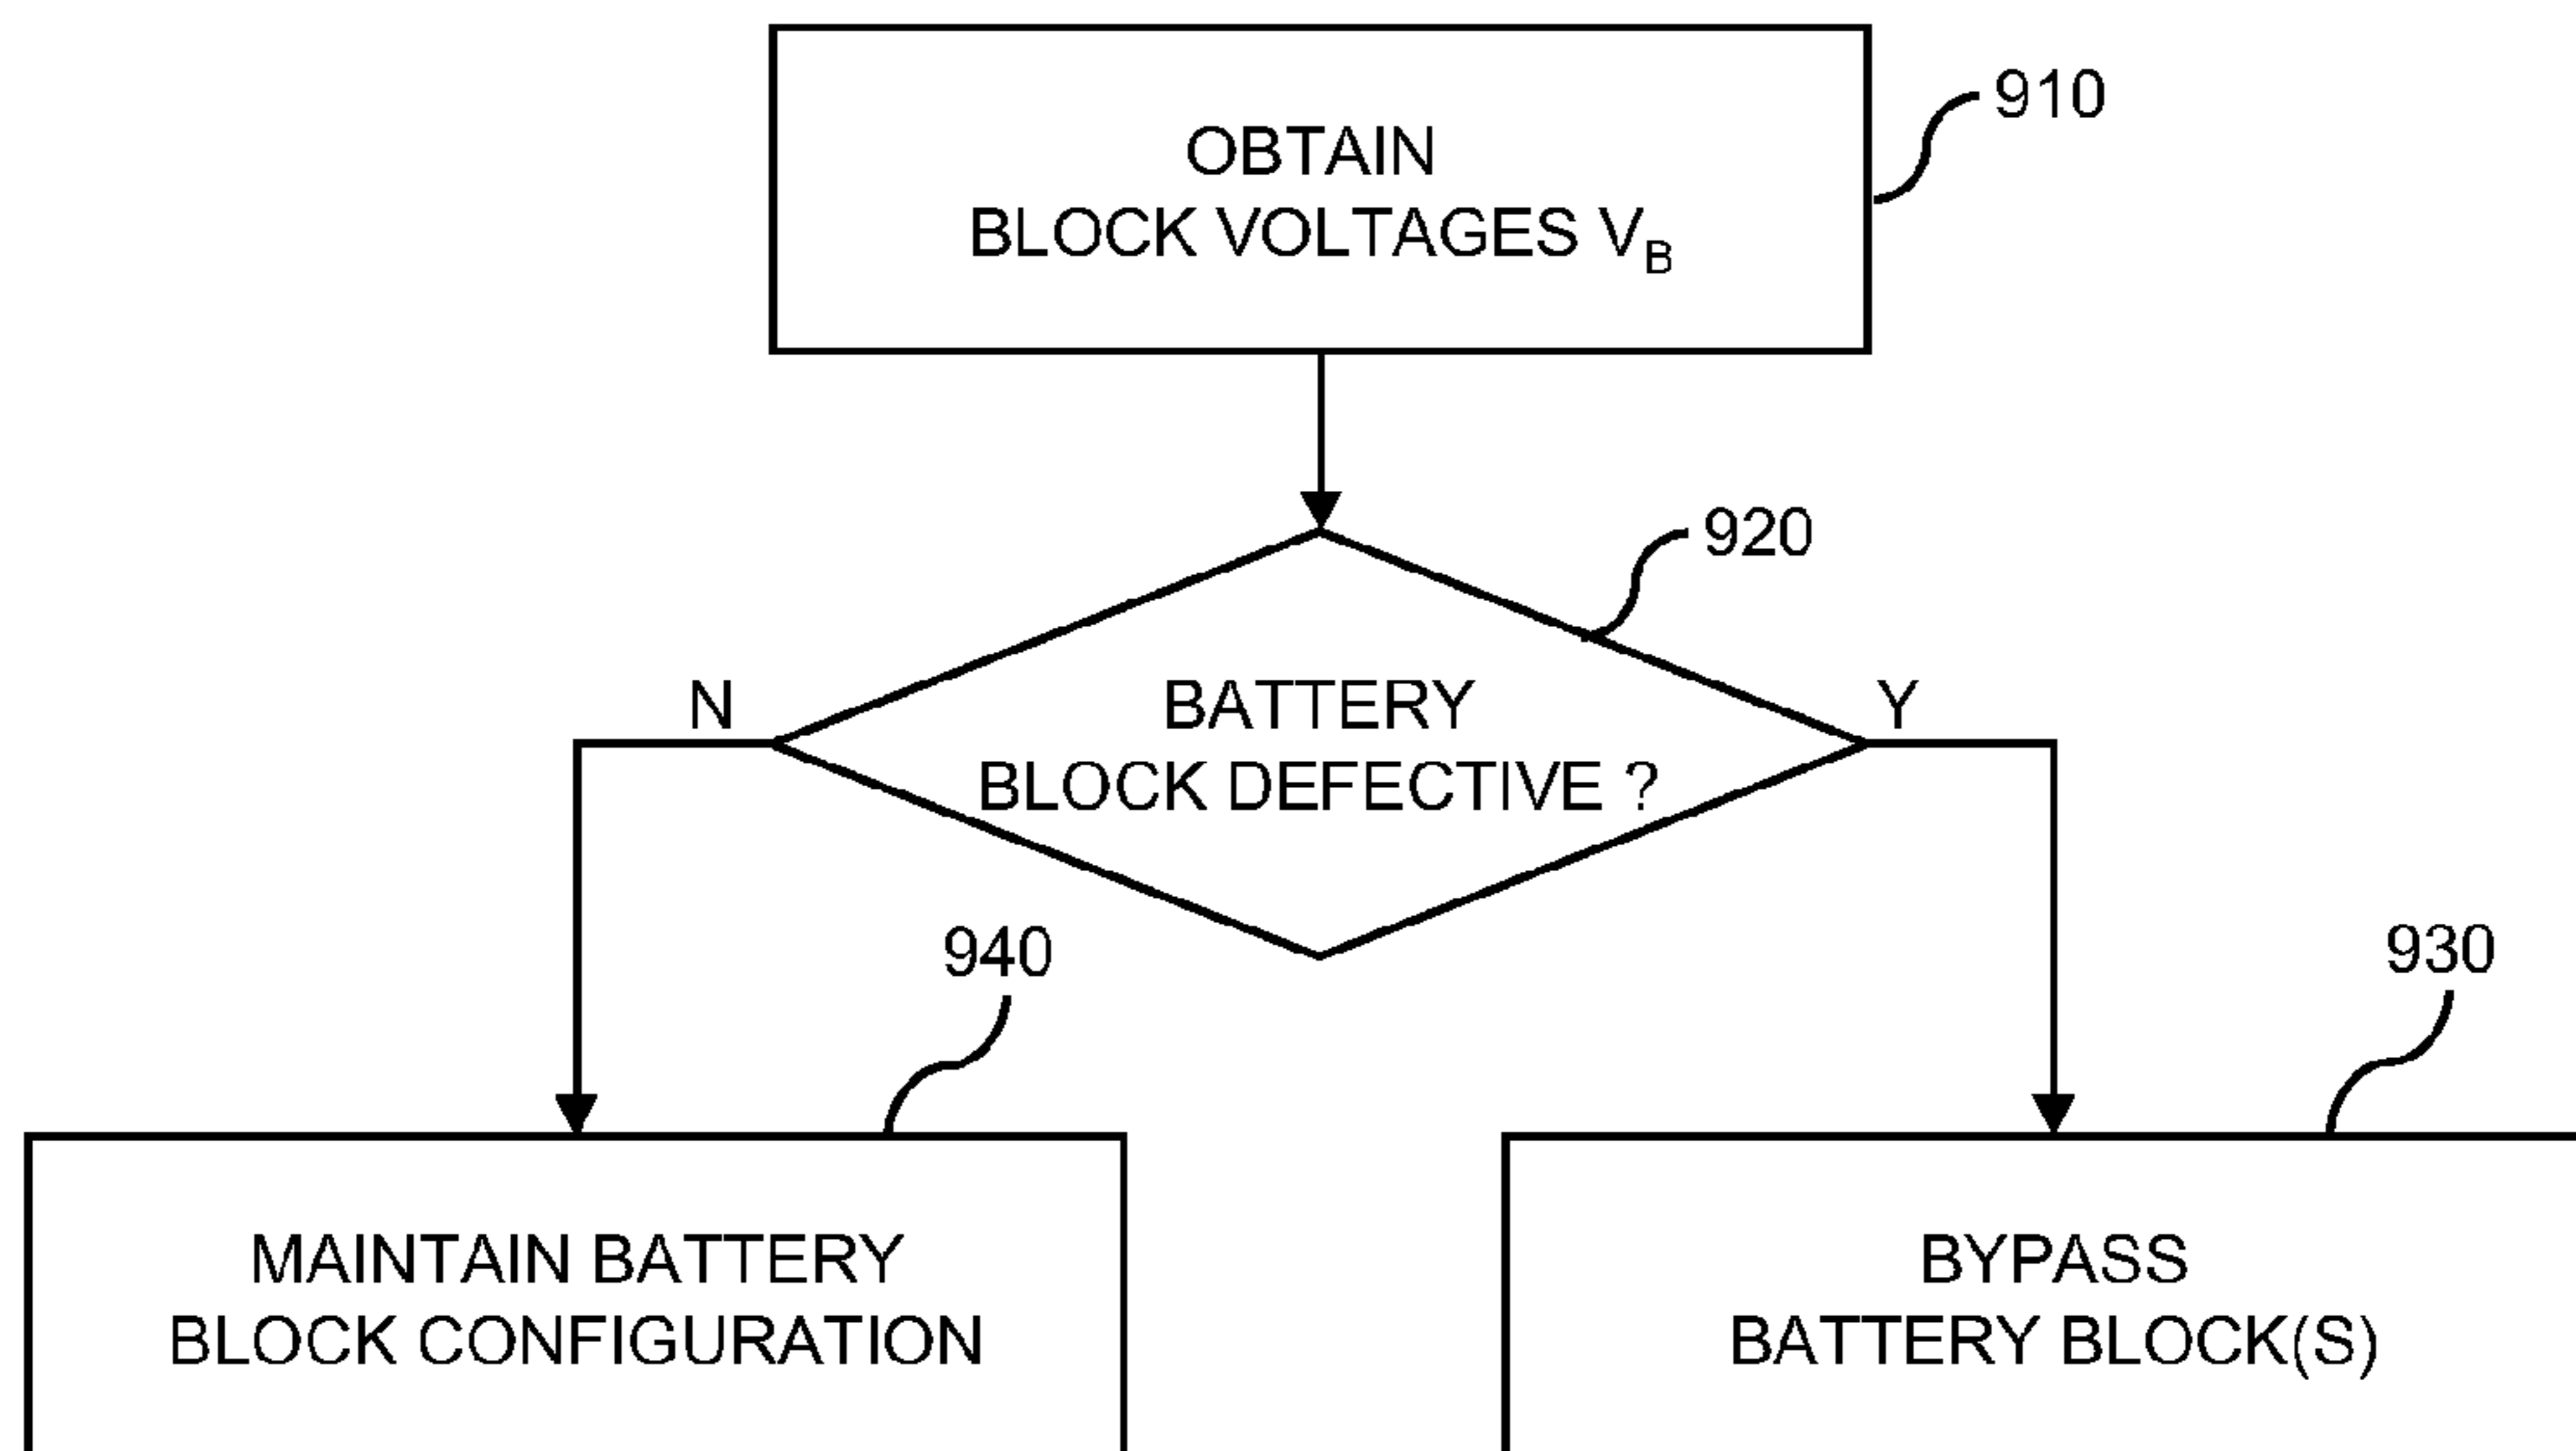 OBTAIN
BLOCK VOLTAGES VB
910
920
N
BATTERY
BLOCK DEFECTIVE ?
Y
940
930
MAINTAIN BATTERY
BLOCK CONFIGURATION
BYPASS
BATTERY BLOCK(S)